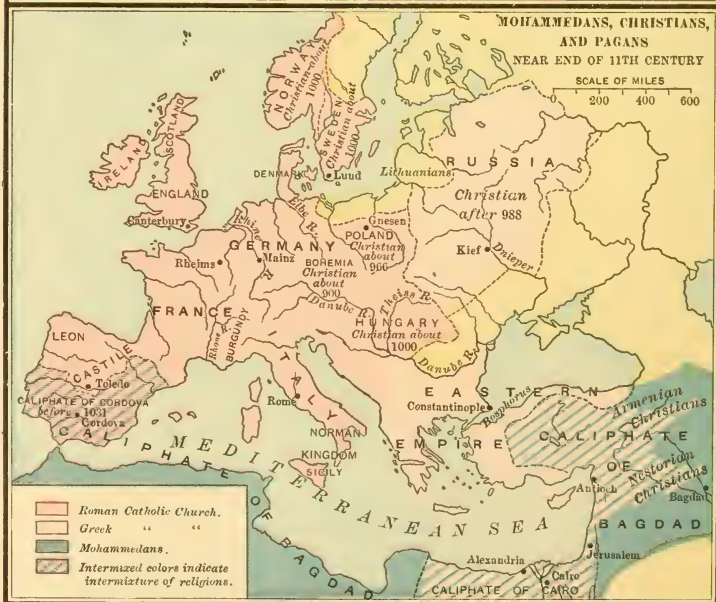 MOHAMMEDANS, CHRISTIANS,
AND PAGANS
NEAR END OF 11TH CENTURY
SCALE OF MILES
0 200 400 600
NORWAY
Christian about
1000
SWEDEN
Christian about
1000
SCOTLAND
IRELAND
ENGLAND
Canterbury
DENMARK
Lund
Lithuanians
RUSSIA
Christian
after 988
Kief
Dnieper
Elbe R.
Rhine
R.
Gnesen
POLAND
Christian
about
966
GERMANY
Mainz
Rheims
BOHEMIA
Christian
about
900
Danube R.
Theiss R.
HUNGARY
Christian about
1000
Danube R.
FRANCE
BURGUNDY
Rhone R.
LEON
CASTILE
Toledo
CALIPHATE OF CORDOVA
before 1031
Cordova
ITALY
Rome
NORMAN
KINGDOM
SICILY
EASTERN
EMPIRE
Constantinople
Bosphorus
Armenian
Christians
CALIPHATE
OF
BAGDAD
Nestorian
Christians
Antioch
Bagdad
Jerusalem
MEDITERRANEAN SEA
CALIPHATE OF BAGDAD
Alexandria
Cairo
CALIPHATE OF CAIRO
Roman Catholic Church.
Greek " "
Mohammedans.
Intermixed colors indicate
intermixture of religions.